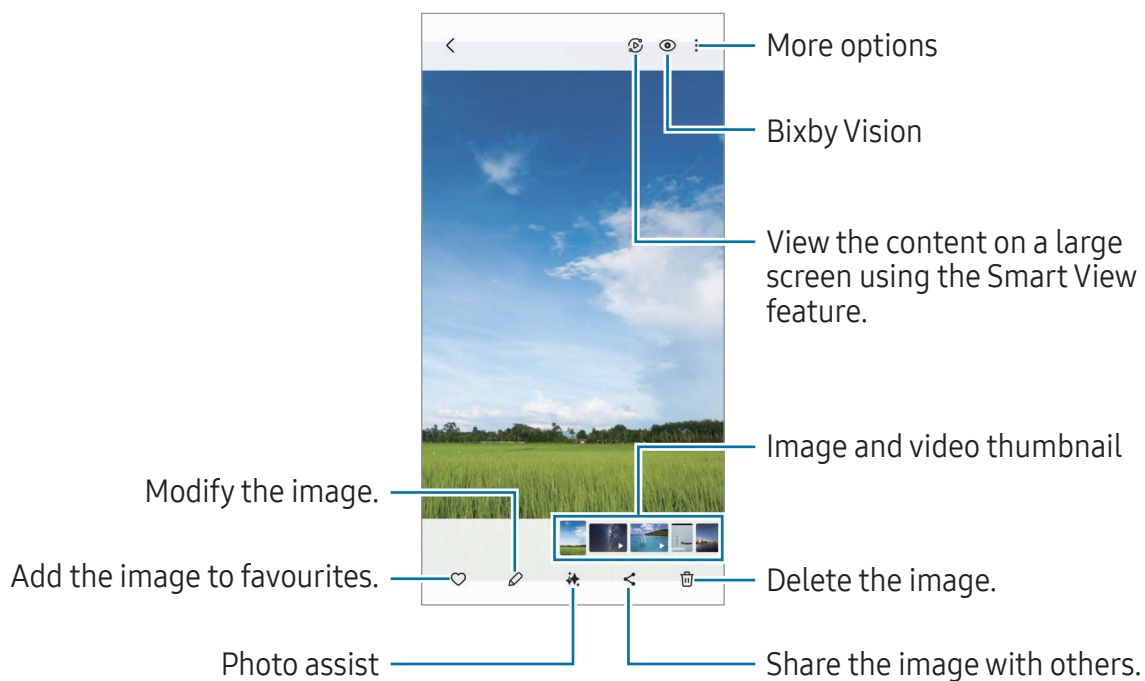 More options
Bixby Vision
View the content on a large
screen using the Smart View
feature.
Image and video thumbnail
Modify the image.
Add the image to favourites.
Delete the image.
Photo assist
Share the image with others.